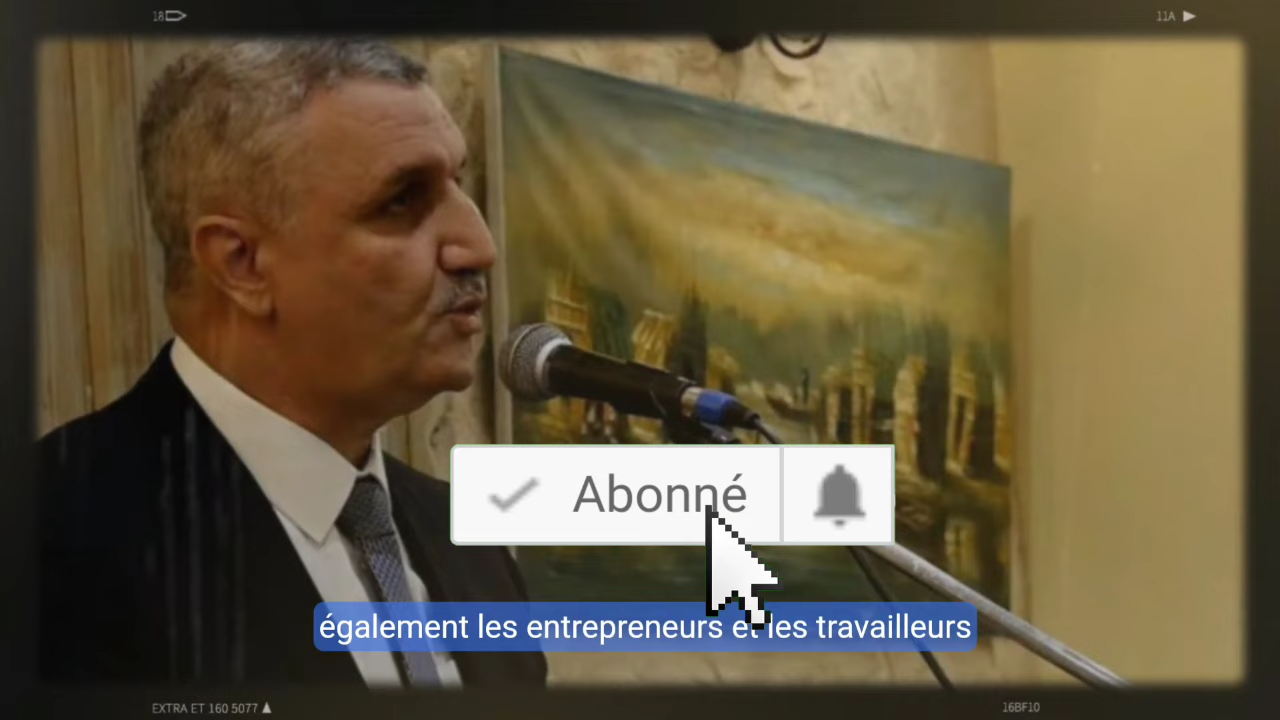 18
11A
Abonné
également les entrepreneurs et les travailleurs
EXTRA ET 160 5077
16BF10